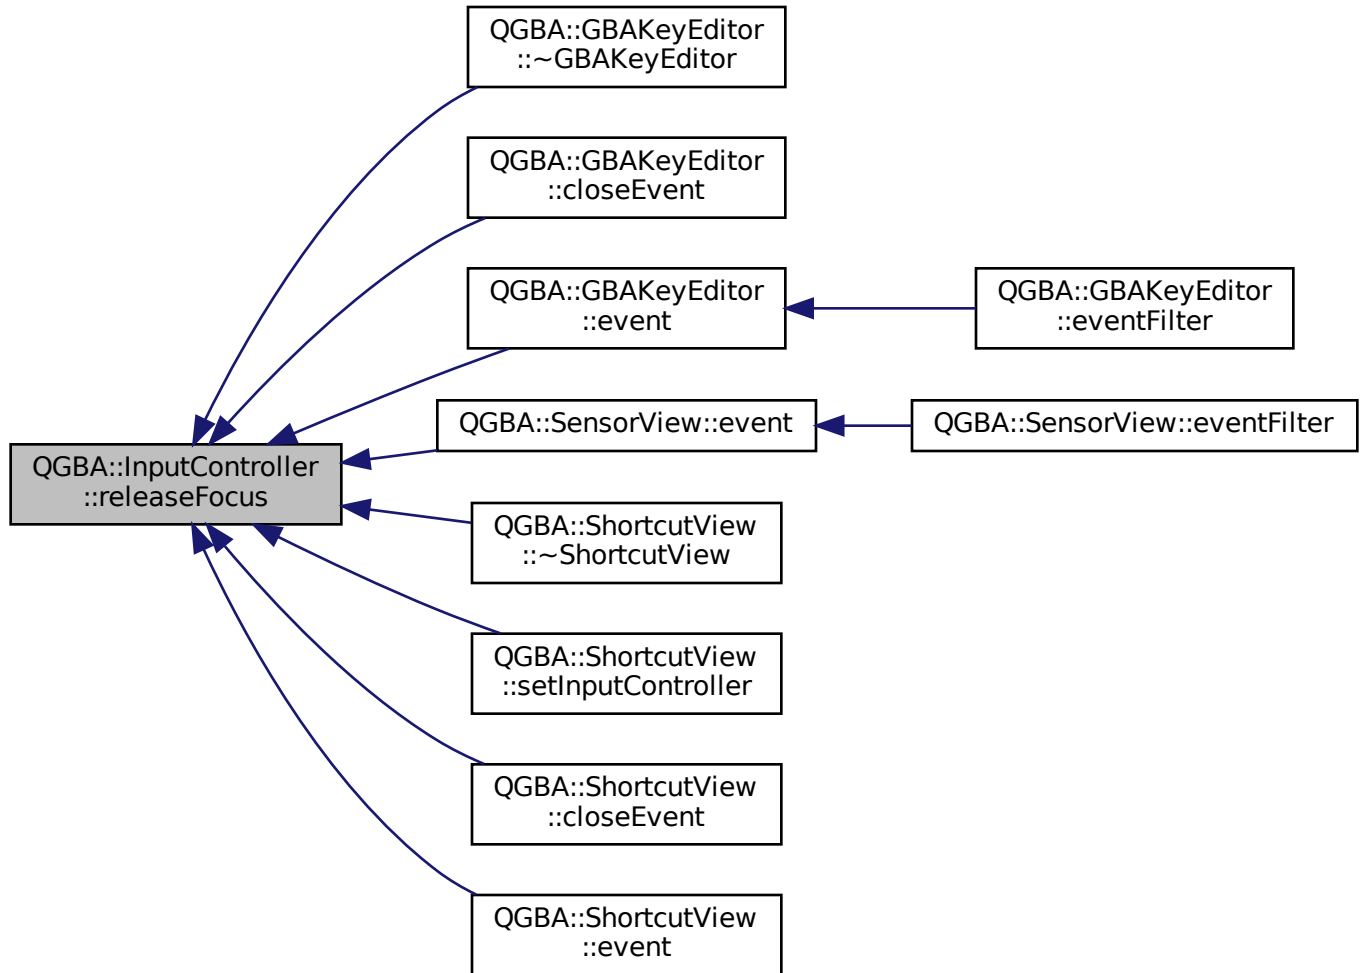 QGBA::GBAKeyEditor
::~GBAKeyEditor
QGBA::GBAKeyEditor
::closeEvent
QGBA::GBAKeyEditor
::event
QGBA::GBAKeyEditor
::eventFilter
QGBA::SensorView::event
QGBA::SensorView::eventFilter
QGBA::InputController
::releaseFocus
QGBA::ShortcutView
::~ShortcutView
QGBA::ShortcutView
::setInputController
QGBA::ShortcutView
::closeEvent
QGBA::ShortcutView
::event